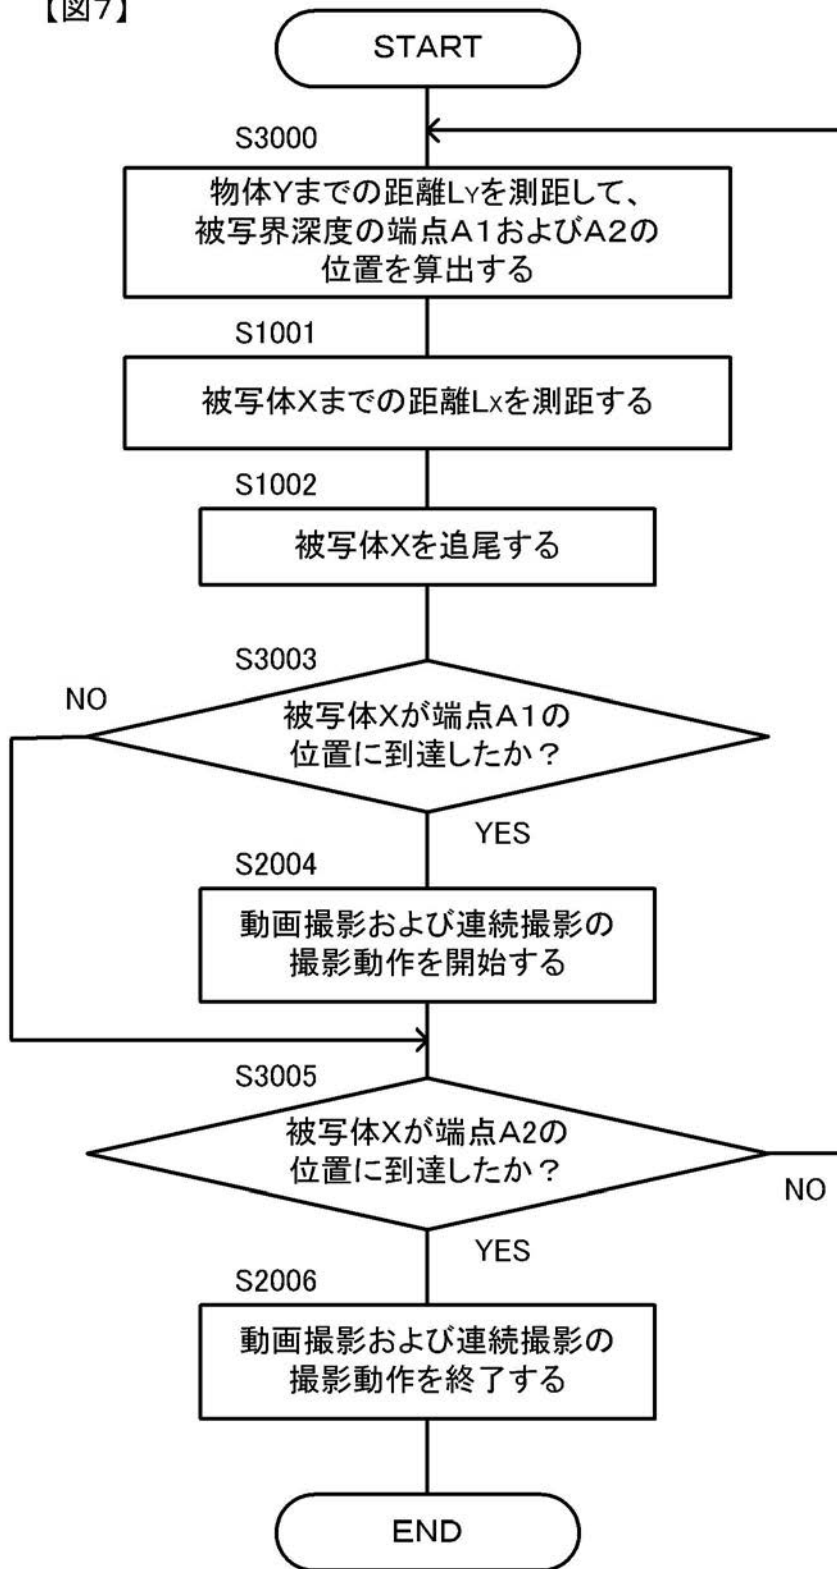 【図7】
START
S3000
物体Yまでの距離LYを測距して、
被写界深度の端点A1およびA2の
位置を算出する
S1001
被写体Xまでの距離LXを測距する
S1002
被写体Xを追尾する
S3003
NO
被写体Xが端点A1の
位置に到達したか？
YES
S2004
動画撮影および連続撮影の
撮影動作を開始する
S3005
被写体Xが端点A2の
位置に到達したか？
NO
YES
S2006
動画撮影および連続撮影の
撮影動作を終了する
END